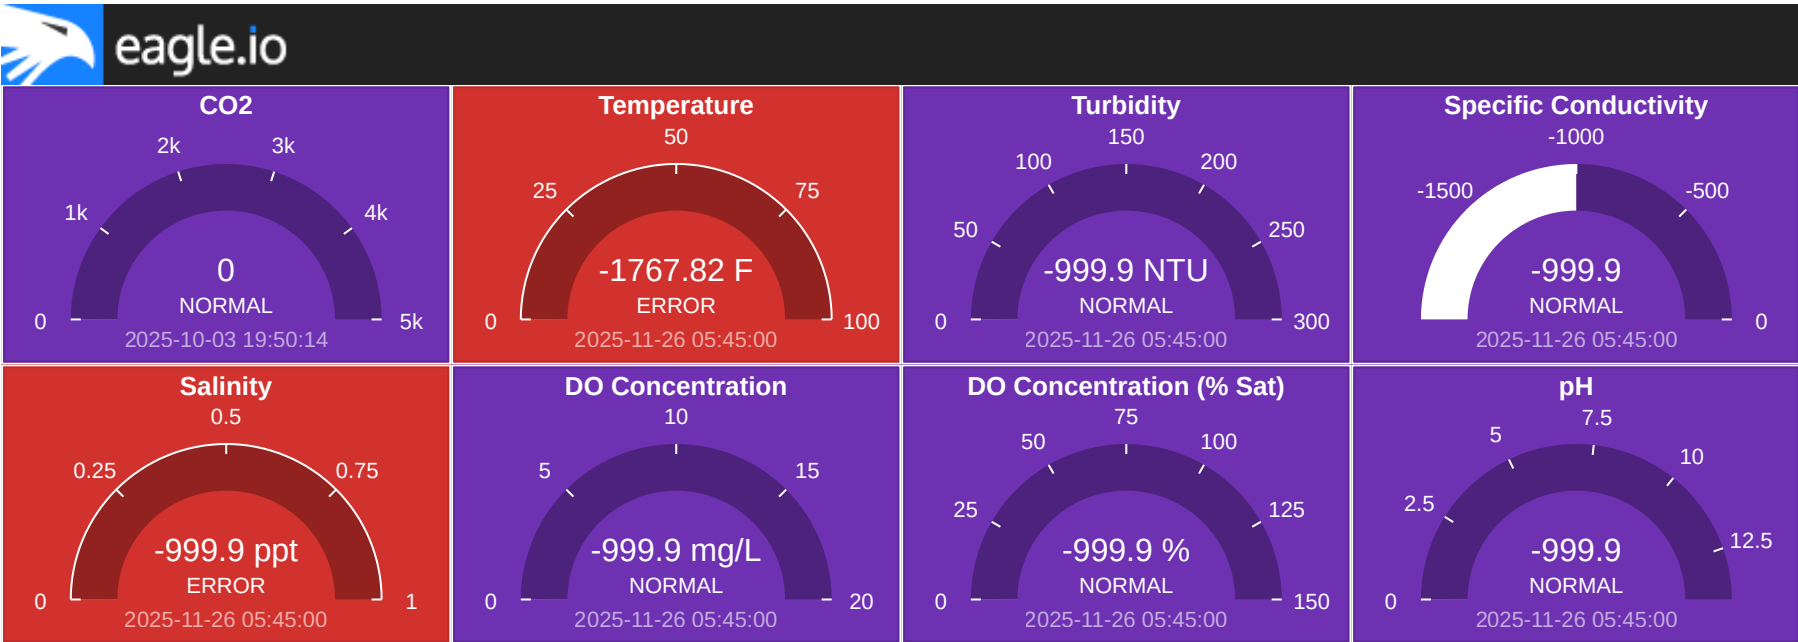 eagle.io
CO2
2k
3k
1k
4k
0
NORMAL
0
5k
2025-10-03 19:50:14
Temperature
50
25
75
-1767.82 F
ERROR
0
100
2025-11-26 05:45:00
Turbidity
150
100
200
50
250
-999.9 NTU
NORMAL
0
300
2025-11-26 05:45:00
Specific Conductivity
-1000
-1500
-500
-999.9
NORMAL
0
2025-11-26 05:45:00
Salinity
0.5
0.25
0.75
-999.9 ppt
ERROR
0
1
2025-11-26 05:45:00
DO Concentration
10
5
15
-999.9 mg/L
NORMAL
0
20
2025-11-26 05:45:00
DO Concentration (% Sat)
75
50
100
25
125
-999.9 %
NORMAL
0
150
2025-11-26 05:45:00
pH
7.5
5
10
2.5
12.5
-999.9
NORMAL
0
2025-11-26 05:45:00